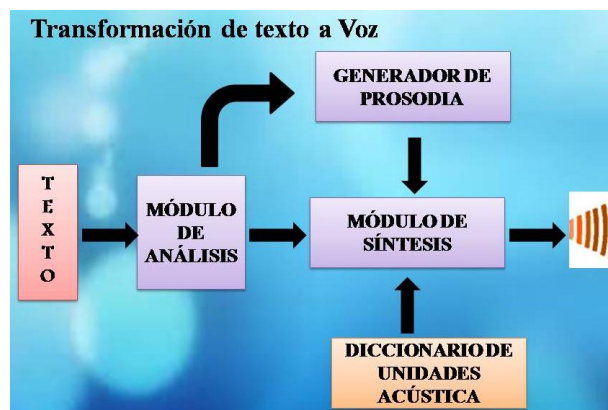 Transformación de texto a Voz
GENERADOR DE
PROSODIA
T
E
X
T
O
MÓDULO
DE
ANÁLISIS
MÓDULO DE
SÍNTESIS
DICCIONARIO DE
UNIDADES
ACÚSTICA